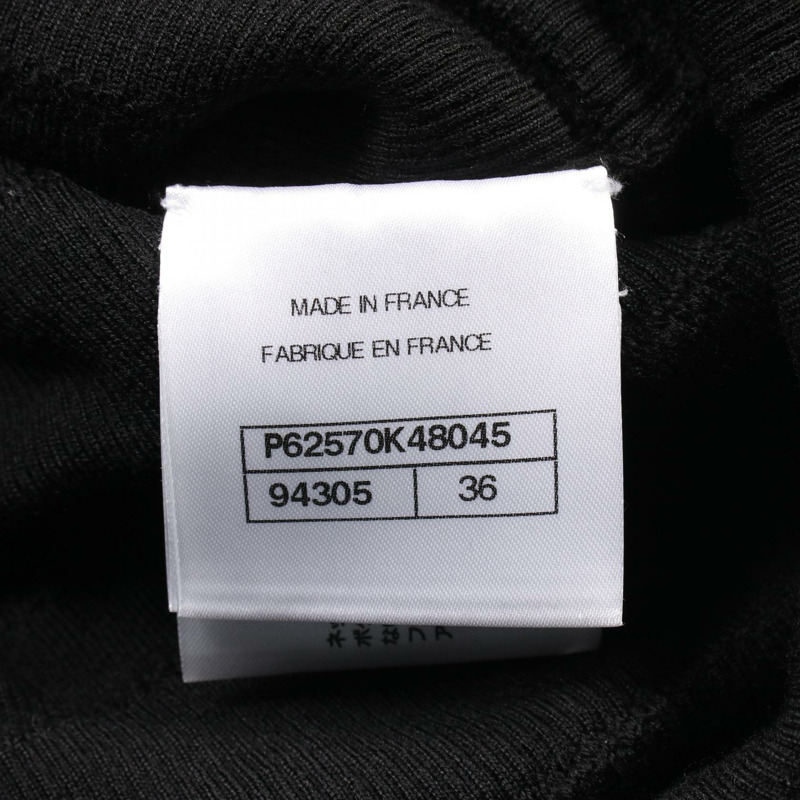 MADE IN FRANCE
FABRIQUE EN FRANCE
P62570K48045
94305 36